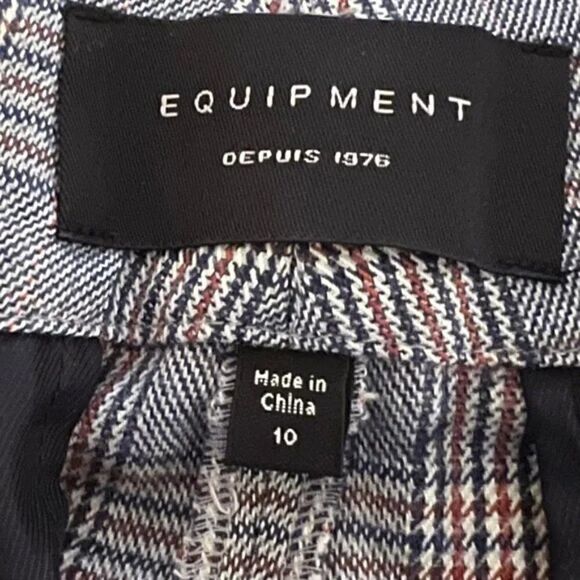 EQUIPMENT
DEPUIS 1976
Made in
China
10